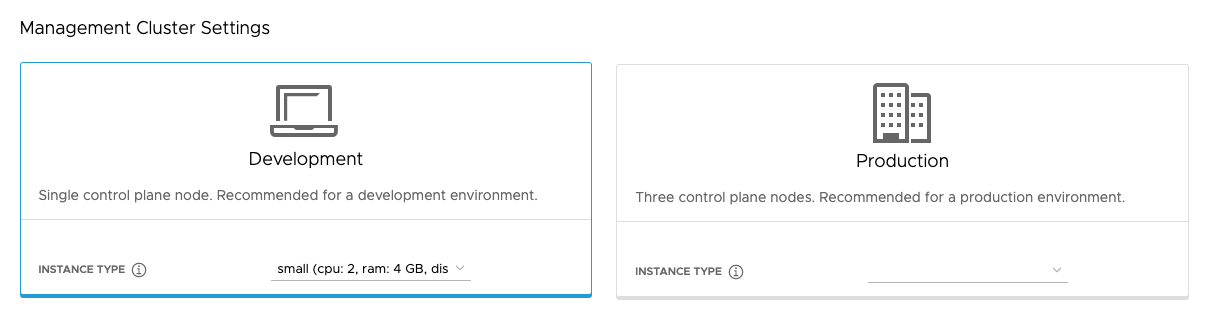 Management Cluster Settings
Development
Single control plane node. Recommended for a development environment.
INSTANCE TYPE
small (cpu: 2, ram: 4 GB, dis
Production
Three control plane nodes. Recommended for a production environment.
INSTANCE TYPE